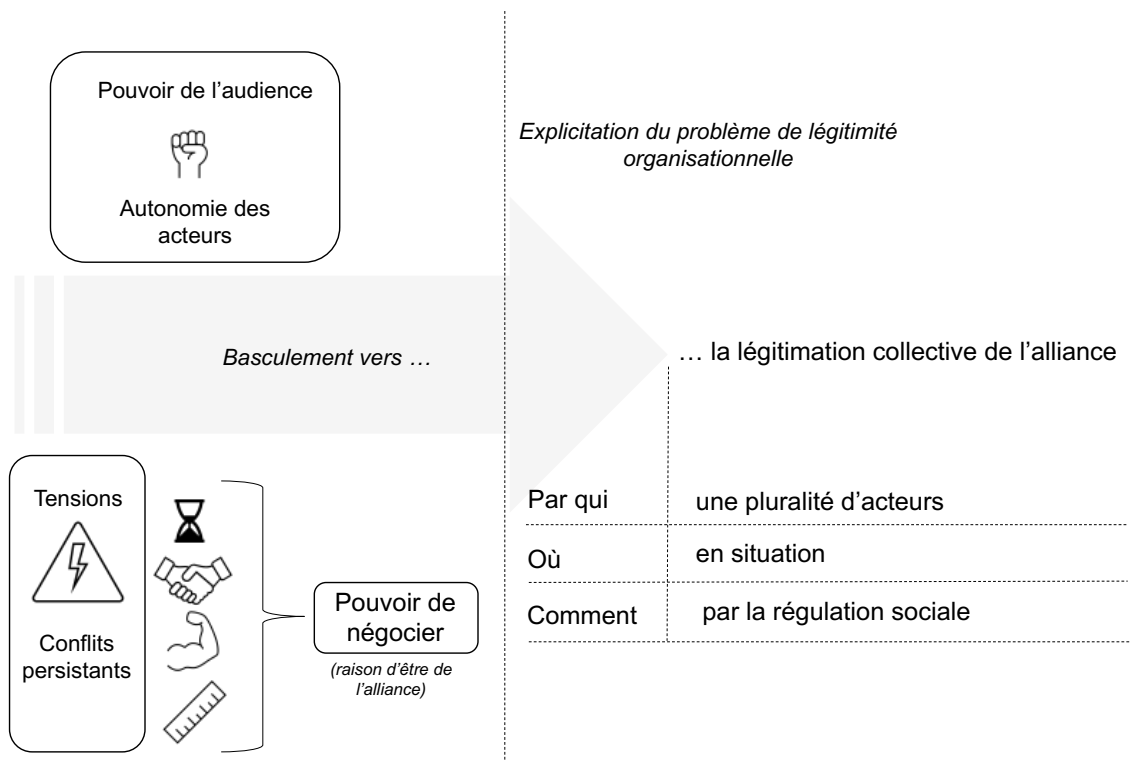 Pouvoir de l’audience
Autonomie des
acteurs
Explicitation du problème de légitimité
organisationnelle
Basculement vers …
… la légitimation collective de l’alliance
Tensions
Conflits
persistants
Pouvoir de
négocier
(raison d’être de
l’alliance)
Par qui
une pluralité d’acteurs
Où
en situation
Comment
par la régulation sociale